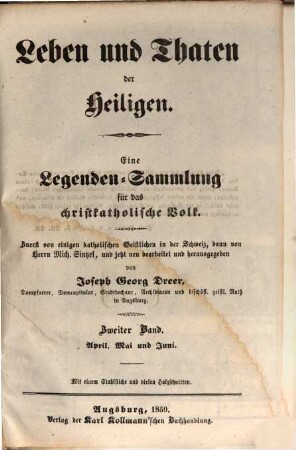 Leben und Thaten
der
Heiligen.
Eine
Legenden-Sammlung
für das
christkatholische Volk.
Zuerst von einigen katholischen Geistlichen in der Schweiz, dann von
Herrn Mich. Sintzel, und jetzt neu bearbeitet und herausgegeben
von
Joseph Georg Dreer,
Dompfarrer, Domcapitular, Stadtdechant, Archidiacon und bischöfl. geistl. Rath
in Augsburg.
Zweiter Band.
April, Mai und Juni.
Mit einem Stahlstiche und vielen Holzschnitten.
Augsburg, 1859.
Verlag der Karl Kollmann'schen Buchhandlung.